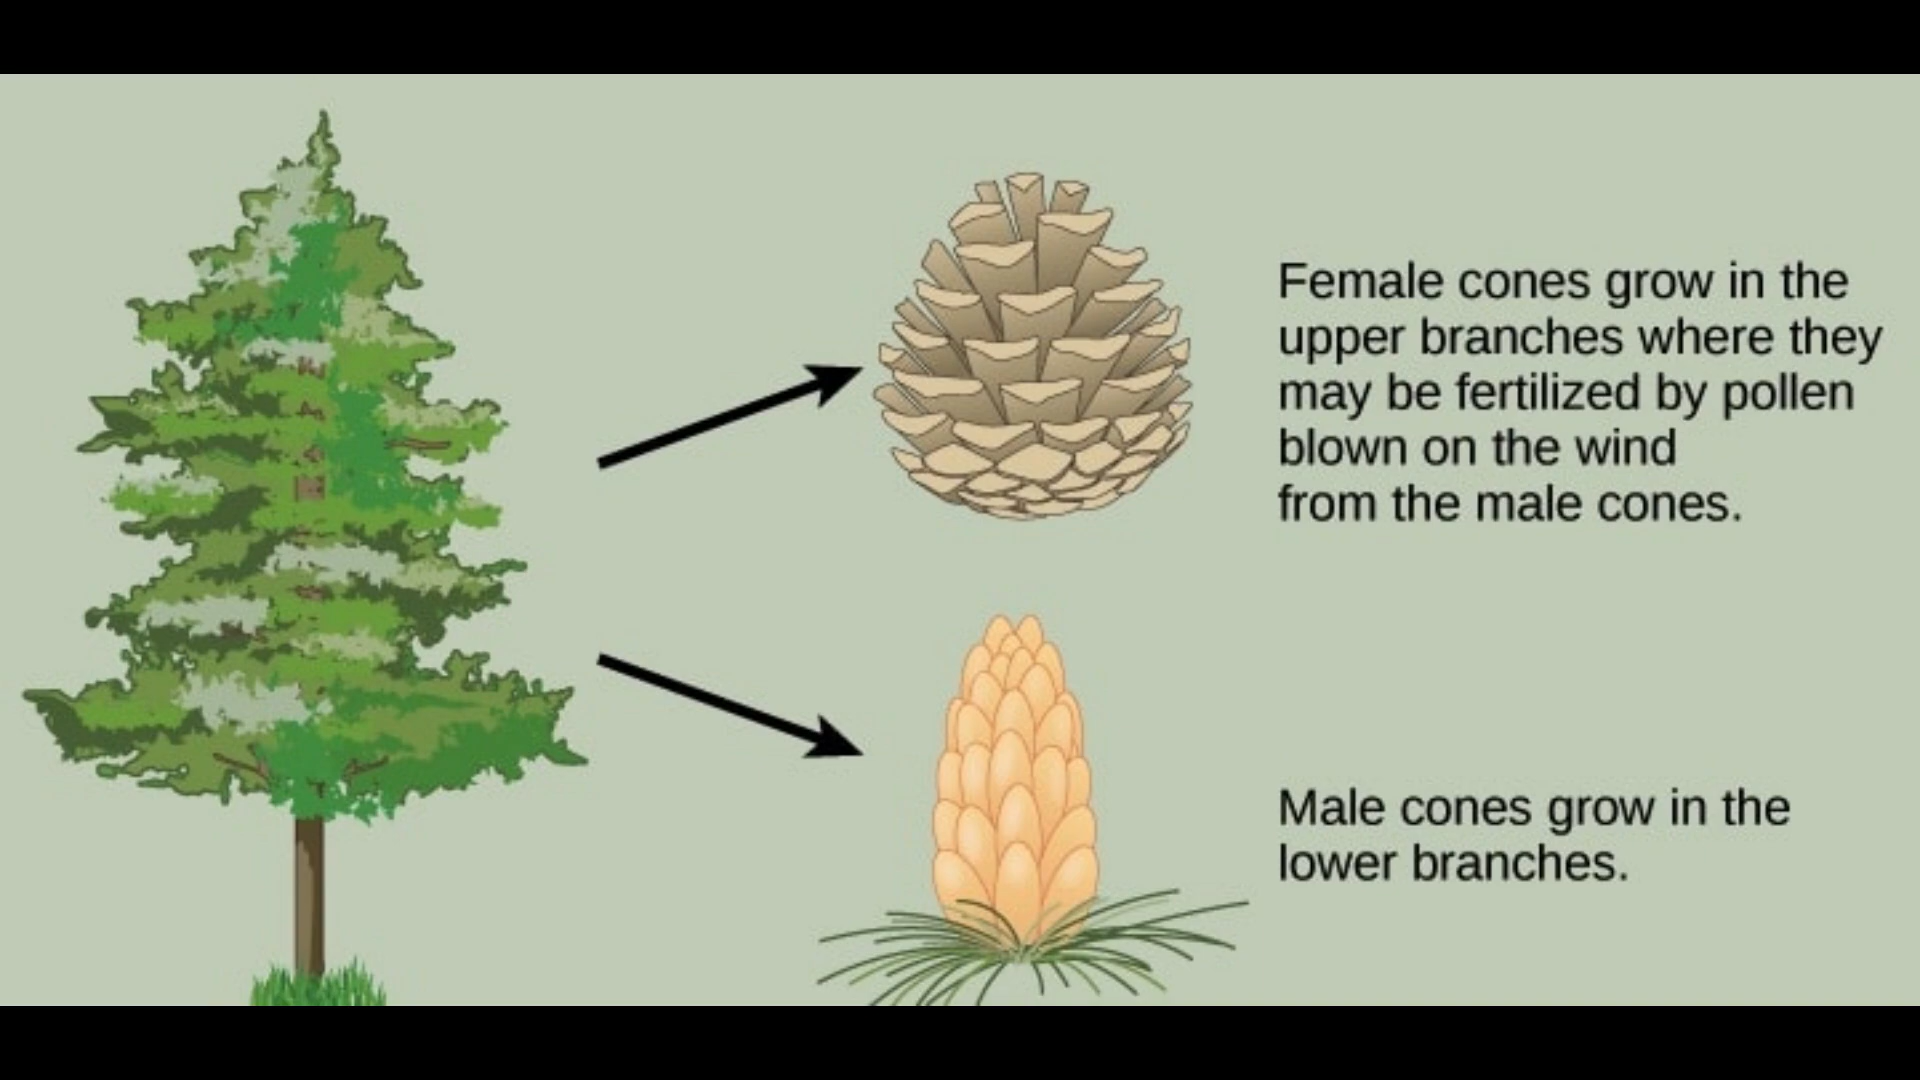 Female cones grow in the
upper branches where they
may be fertilized by pollen
blown on the wind
from the male cones.
Male cones grow in the
lower branches.